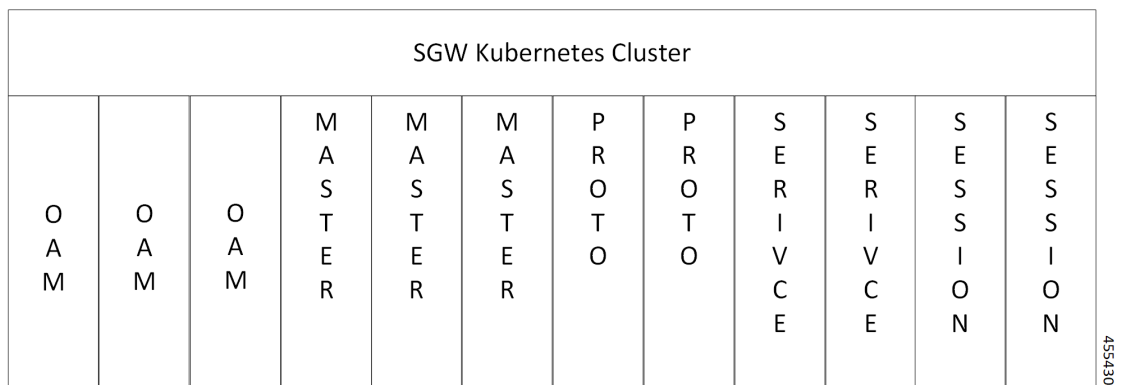 SGW Kubernetes Cluster
OAM
OAM
OAM
MASTER
MASTER
MASTER
PROTO
PROTO
SERIVCE
SERIVCE
SESSION
SESSION
455430